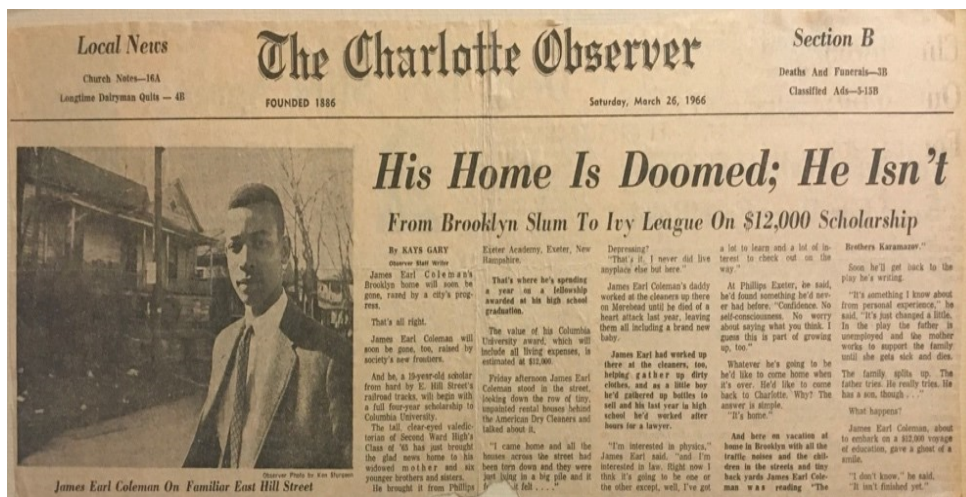 Local News
Church Notes—16A
Longtime Dairyman Quits — 4B
The Charlotte Observer
FOUNDED 1886
Saturday, March 26, 1966
Section B
Deaths And Funerals—3B
Classified Ads—5-15B
His Home Is Doomed; He Isn't
From Brooklyn Slum To Ivy League On $12,000 Scholarship
By KAYS GARY
Observer Staff Writer
James Earl Coleman's
Brooklyn home will soon be
gone, razed by a city's prog-
ress.
That's all right.
James Earl Coleman will
soon be gone, too, raised by
society's new frontiers.
And he, a 19-year-old scholar
from hard by E. Hill Street's
railroad tracks, will begin with
a full four-year scholarship to
Columbia University.
The tall, clear-eyed valedic-
torian of Second Ward High's
Class of '65 has just brought
the glad news home to his
widowed mother and six
younger brothers and sisters.
He brought it from Phillips
Exeter Academy, Exeter, New
Hampshire.
That's where he's spending
a year on a fellowship
awarded at his high school
graduation.
The value of his Columbia
University award, which will
include all living expenses, is
estimated at $12,000.
Friday afternoon James Earl
Coleman stood in the street,
looking down the row of tiny,
unpainted rental houses behind
the American Dry Cleaners and
talked about it.
"I came home and all the
houses across the street had
been torn down and they were
just lying in a big pile and it
felt . . . ."
Depressing?
"That's it. I never did live
anyplace else but here."
James Earl Coleman's daddy
worked at the cleaners up there
on Morehead until he died of a
heart attack last year, leaving
them all including a brand new
baby.
James Earl had worked up
there at the cleaners, too,
helping gather up dirty
clothes, and as a little boy
he'd gathered up bottles to
sell and his last year in high
school he'd worked after
hours for a lawyer.
"I'm interested in physics,"
James Earl said, "and I'm
interested in law. Right now I
think it's going to be one or
the other except, well, I've got
a lot to learn and a lot of in-
terest to check out on the
way."
At Phillips Exeter, he said,
he'd found something he'd nev-
er had before. "Confidence. No
self-consciousness. No worry
about saying what you think. I
guess this is part of growing
up, too."
Whatever he's going to be
he'd like to come home when
it's over. He'd like to come
back to Charlotte. Why? The
answer is simple.
"It's home."
And here on vacation at
home in Brooklyn with all the
traffic noises and the chil-
dren in the streets and tiny
back yards James Earl Cole-
man was reading "The
Brothers Karamazov."
Soon he'll get back to the
play he's writing.
"It's something I know about
from personal experience," he
said, "It's just changed a little.
In the play the father is
unemployed and the mother
works to support the family
until she gets sick and dies.
The family splits up. The
father tries. He really tries. He
has a son, though . . ."
What happens?
James Earl Coleman, about
to embark on a $12,000 voyage
of education, gave a ghost of a
smile.
"I don't know," he said.
"It isn't finished yet."
Observer Photo by
James Earl Coleman On Familiar East Hill Street